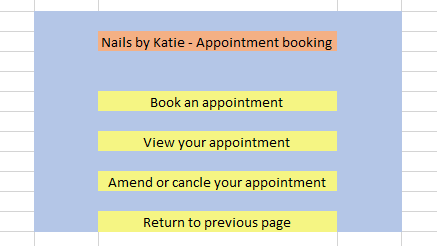 Nails by Katie - Appointment booking
Book an appointment
View your appointment
Amend or cancle your appointment
Return to previous page